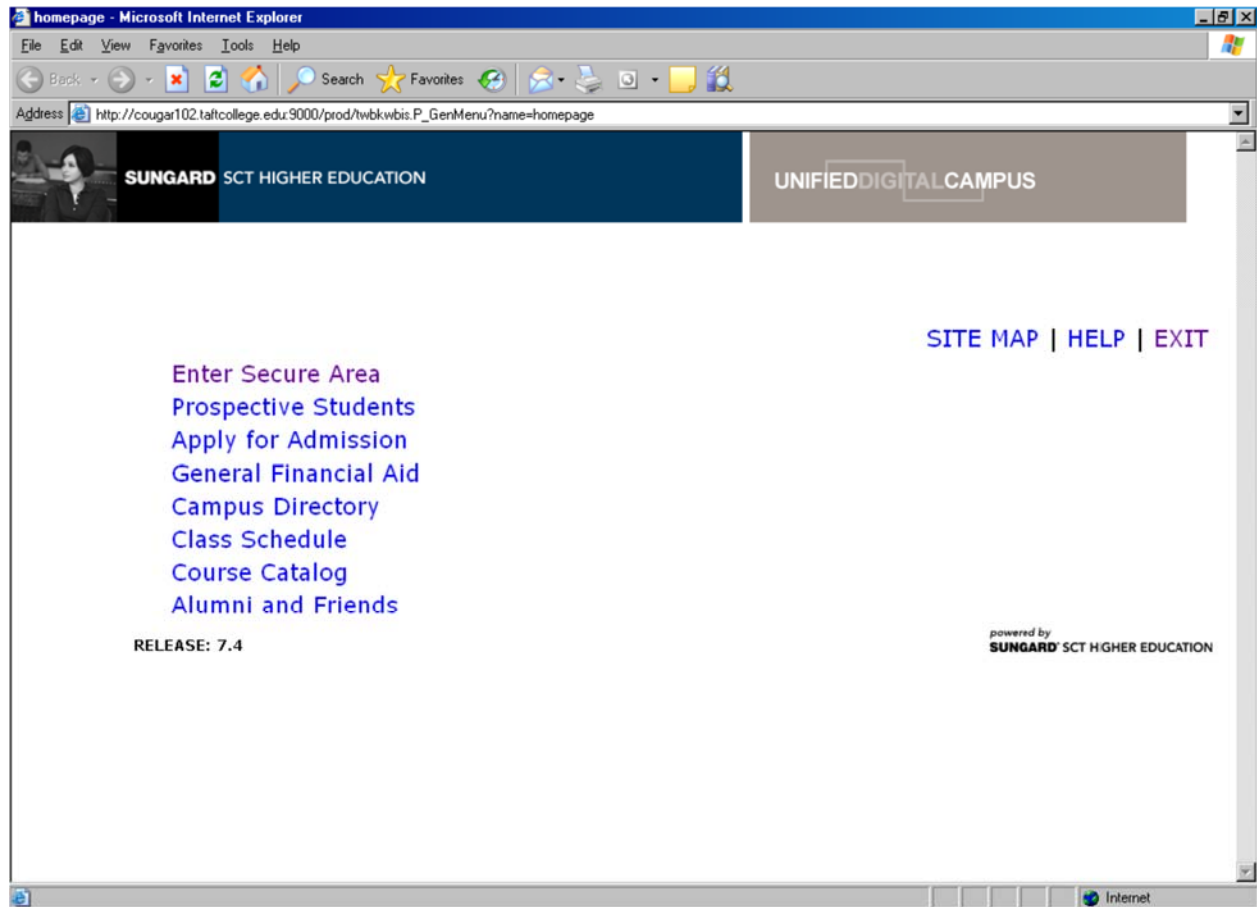 homepage - Microsoft Internet Explorer
File Edit View Favorites Tools Help
Back Search Favorites
Address http://cougar102.taftcollege.edu:9000/prod/twbkwbis.P_GenMenu?name=homepage
SUNGARD SCT HIGHER EDUCATION UNIFIEDDIGITALCAMPUS
SITE MAP | HELP | EXIT
Enter Secure Area
Prospective Students
Apply for Admission
General Financial Aid
Campus Directory
Class Schedule
Course Catalog
Alumni and Friends
RELEASE: 7.4
powered by
SUNGARD SCT HIGHER EDUCATION
Internet